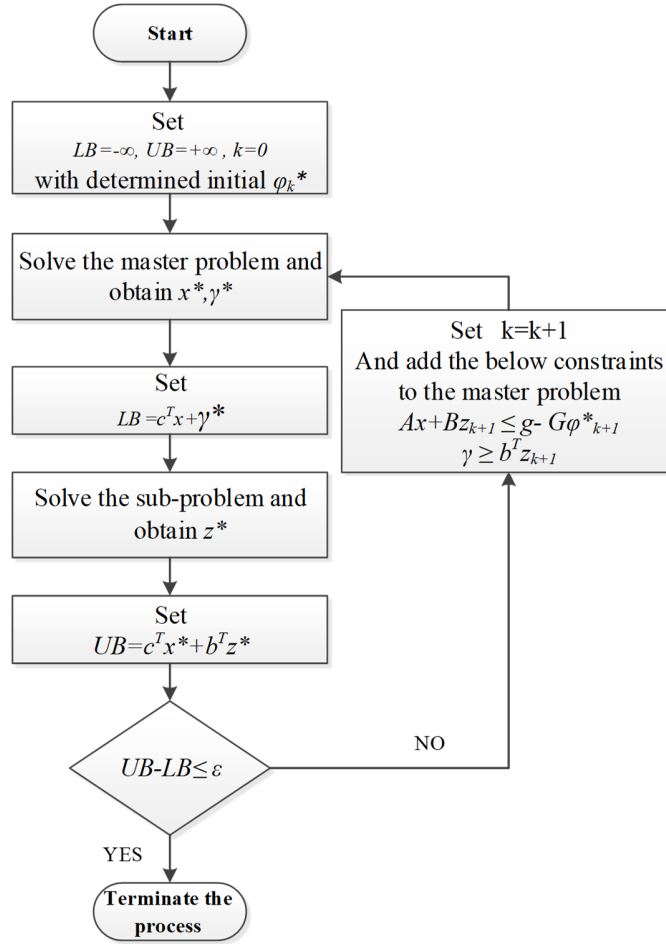 Start
Set
LB=-∞, UB=+∞, k=0
with determined initial φₖ*
Solve the master problem and
obtain x*,γ*
Set
LB=cᵀx+γ*
Solve the sub-problem and
obtain z*
Set
UB=cᵀx*+bᵀz*
UB-LB≤ ε
YES
Terminate the
process
NO
Set k=k+1
And add the below constraints
to the master problem
Ax+Bzₖ₊₁ ≤ g- Gφ*ₖ₊₁
γ ≥ bᵀzₖ₊₁